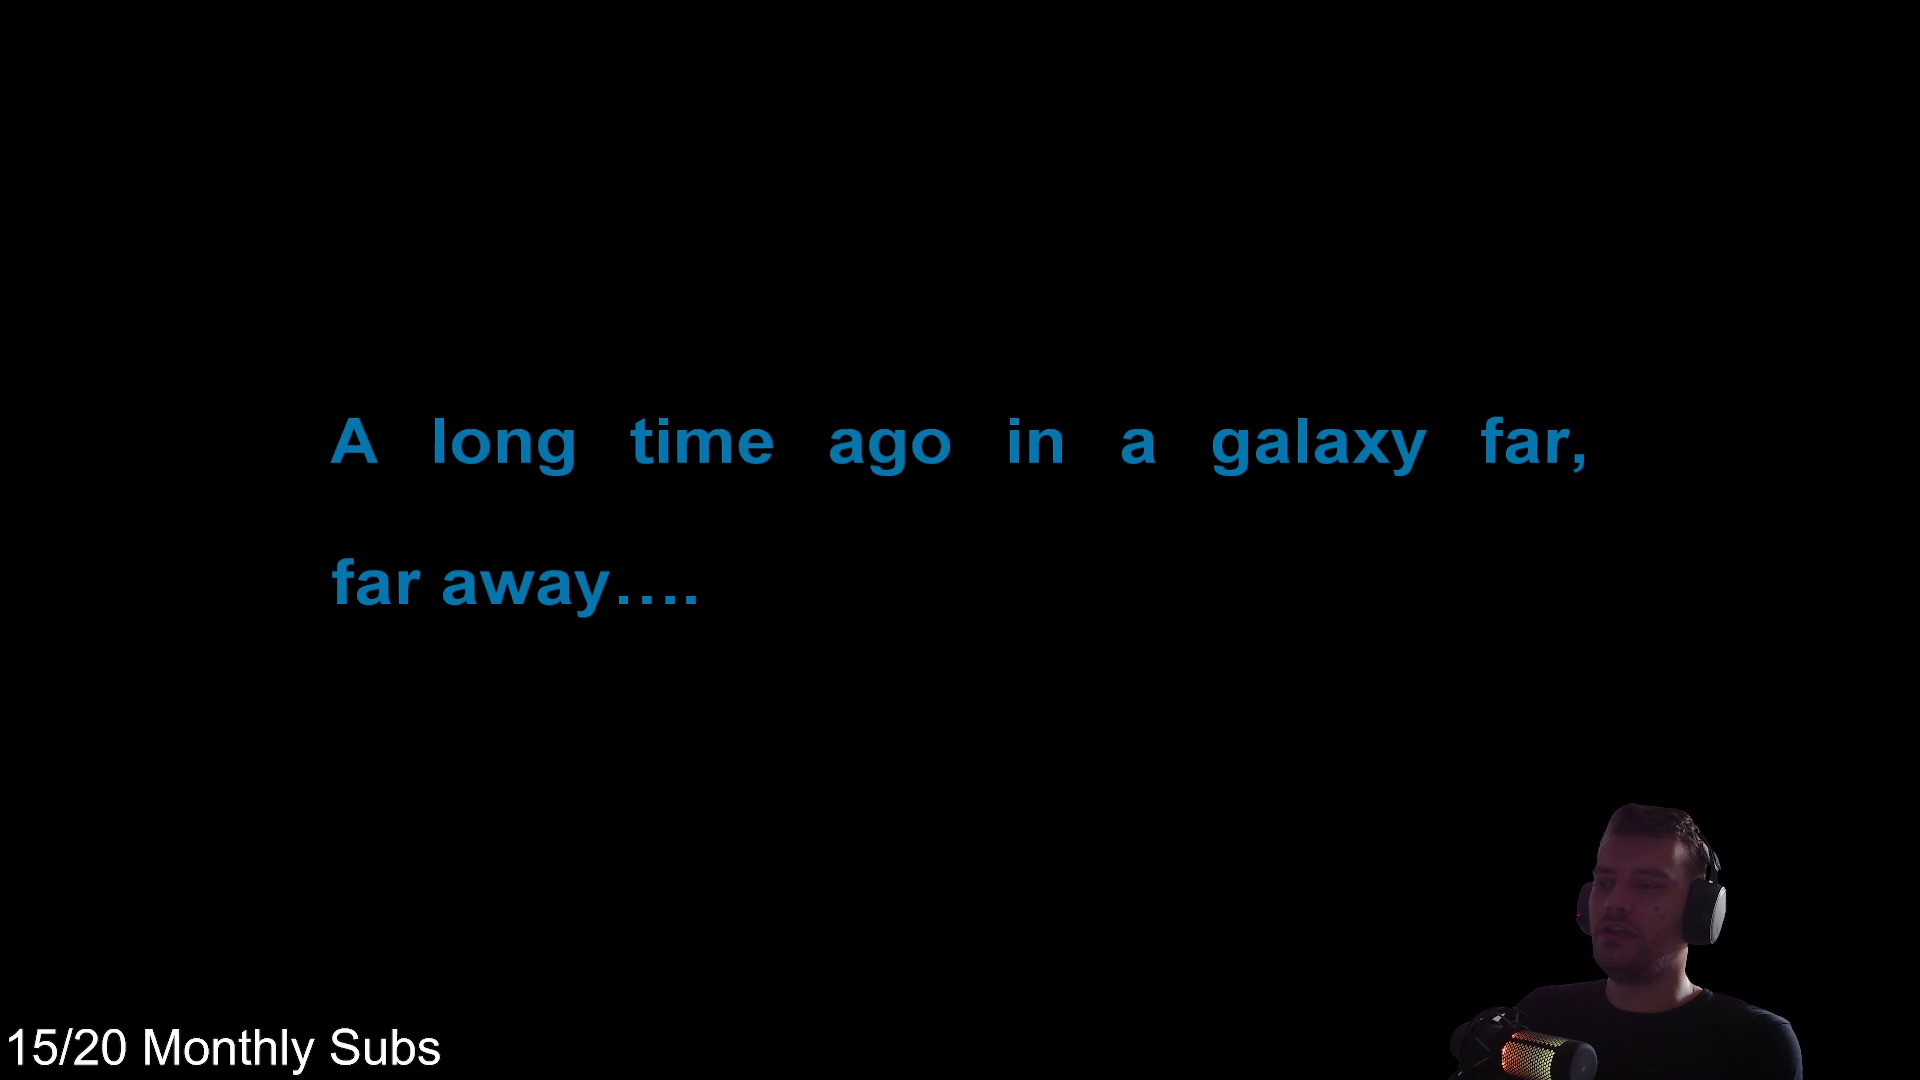 A long time ago in a galaxy far,
far away….
15/20 Monthly Subs